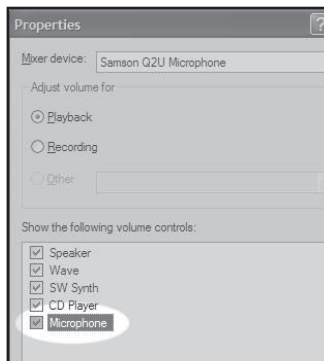 Properties
?
Mixer device: Samson Q2U Microphone
Adjust volume for
Playback
Recording
Other
Show the following volume controls:
Speaker
Wave
SW Synth
CD Player
Microphone